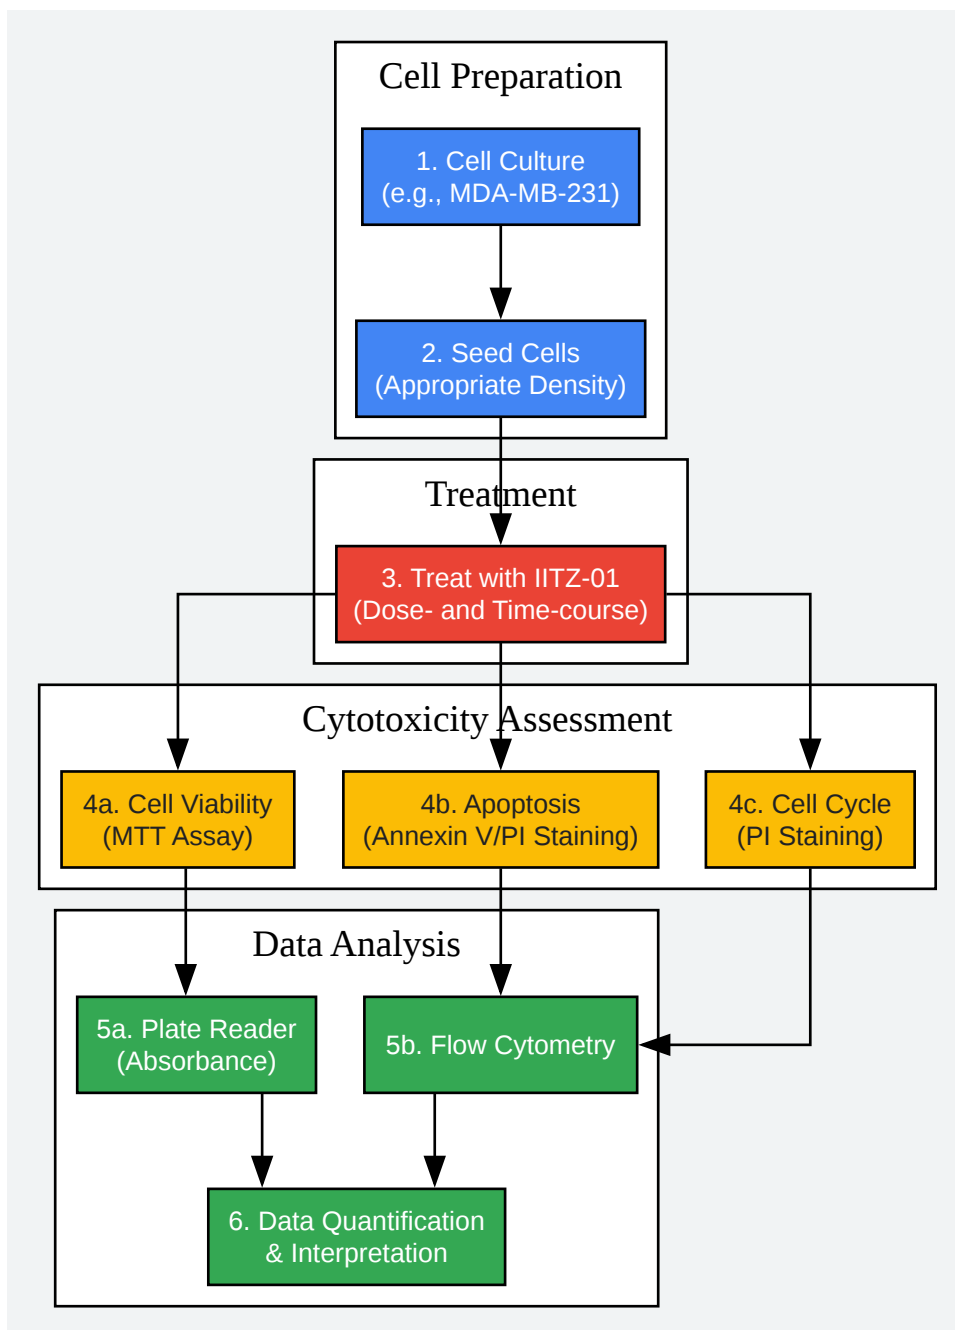 Cell Preparation
1. Cell Culture
(e.g., MDA-MB-231)
2. Seed Cells
(Appropriate Density)
Treatment
3. Treat with IITZ-01
(Dose- and Time-course)
Cytotoxicity Assessment
4a. Cell Viability
(MTT Assay)
4b. Apoptosis
(Annexin V/PI Staining)
4c. Cell Cycle
(PI Staining)
Data Analysis
5a. Plate Reader
(Absorbance)
5b. Flow Cytometry
6. Data Quantification
& Interpretation